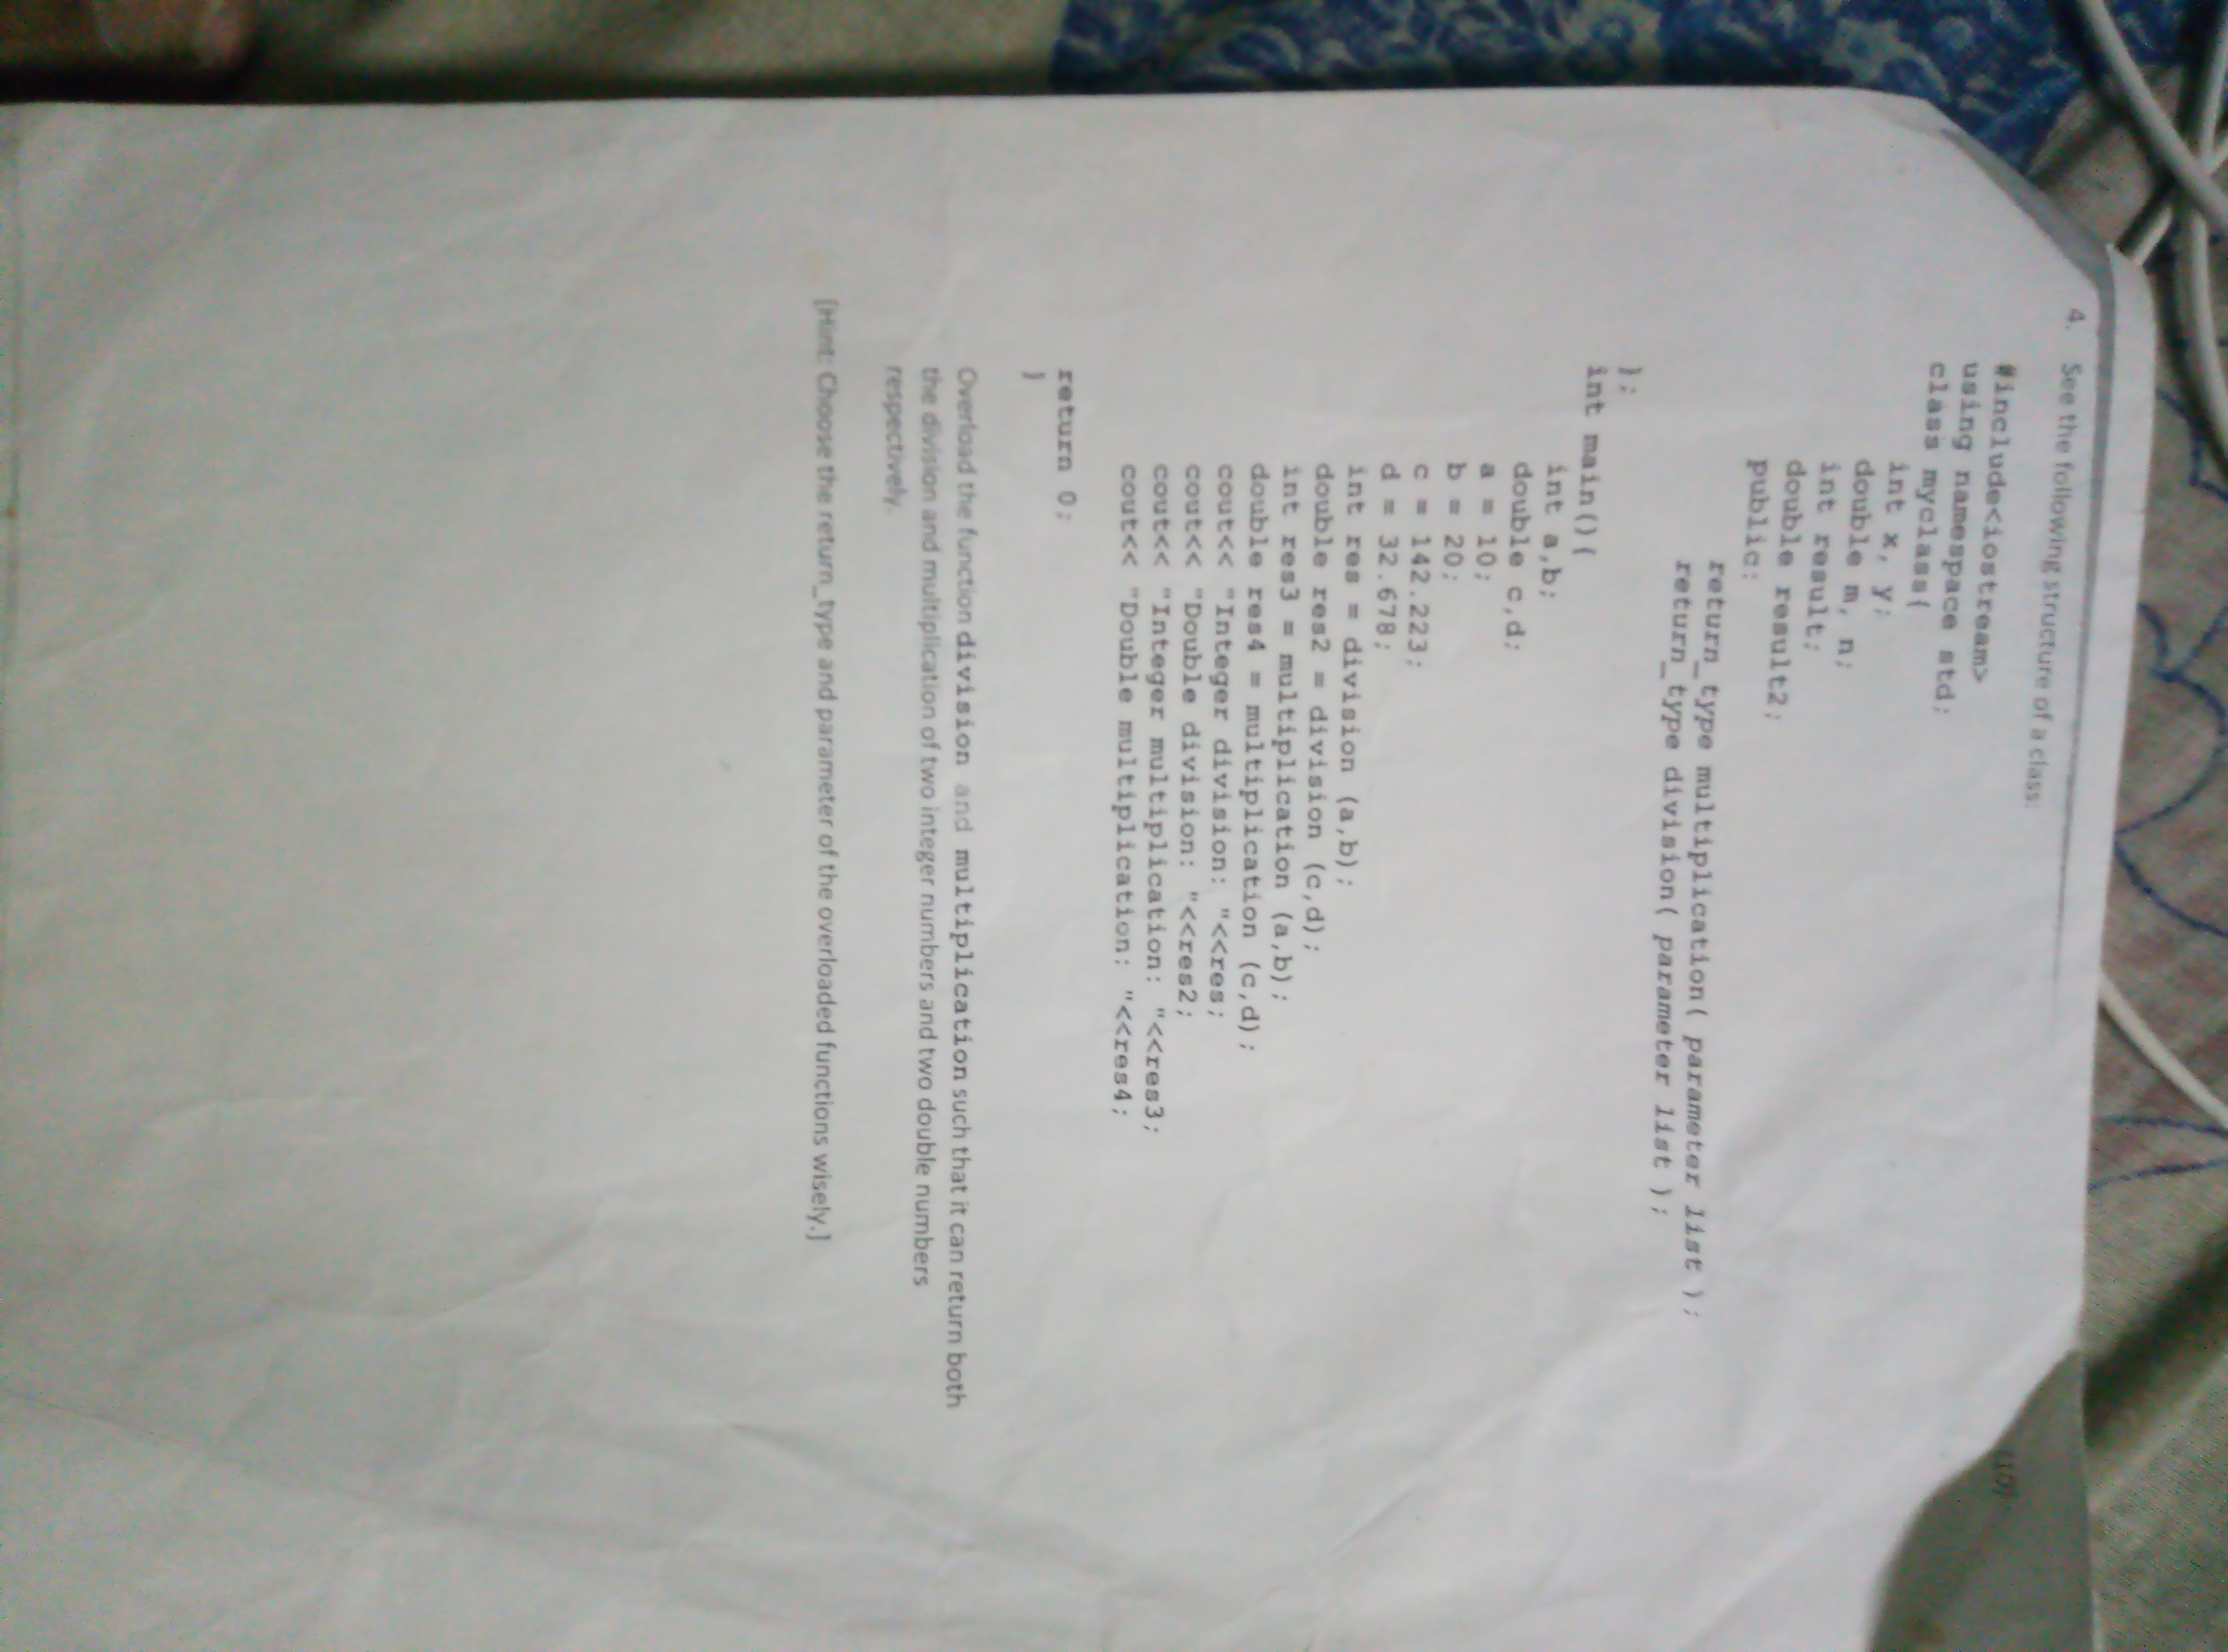 4. See the following structure of a class:
(10)
#include<iostream>
using namespace std;
class myclass{
int x, y;
double m, n;
int result;
double result2;
public:
return_type multiplication( parameter list );
return_type division( parameter list );
};
int main(){
int a,b;
double c,d;
a = 10;
b = 20;
c = 142.223;
d = 32.678;
int res = division (a,b);
double res2 = division (c,d);
int res3 = multiplication (a,b);
double res4 = multiplication (c,d);
cout<< "Integer division: "<<res;
cout<< "Double division: "<<res2;
cout<< "Integer multiplication: "<<res3;
cout<< "Double multiplication: "<<res4;
return 0;
}
Overload the function division and multiplication such that it can return both
the division and multiplication of two integer numbers and two double numbers
respectively.
[Hint: Choose the return_type and parameter of the overloaded functions wisely.]